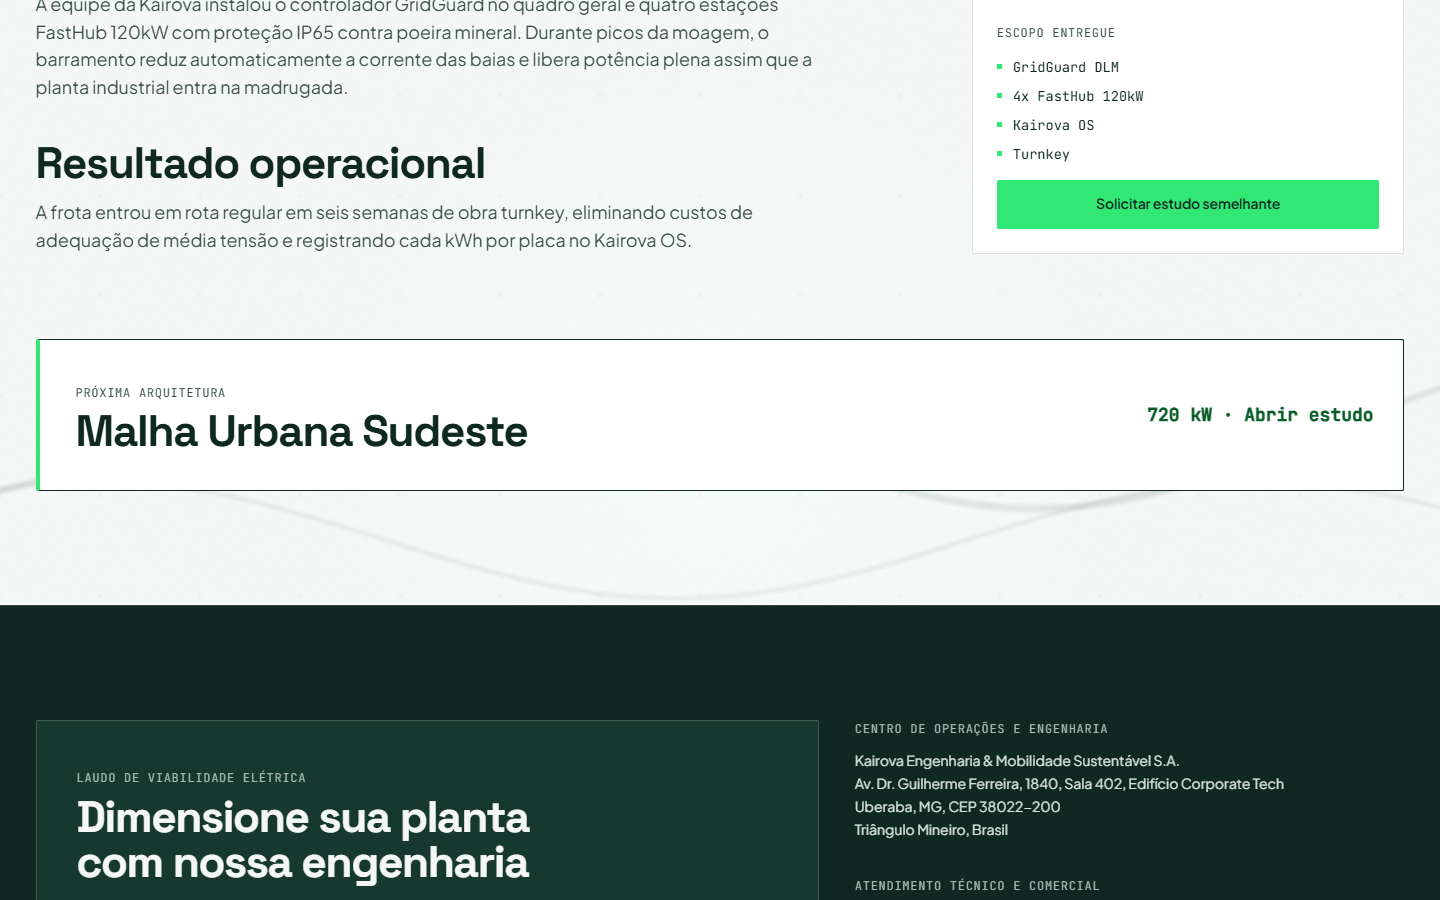 A equipe da Kairova instalou o controlador GridGuard no quadro geral e quatro estações
FastHub 120kW com proteção IP65 contra poeira mineral. Durante picos da moagem, o
barramento reduz automaticamente a corrente das baias e libera potência plena assim que a
planta industrial entra na madrugada.
Resultado operacional
A frota entrou em rota regular em seis semanas de obra turnkey, eliminando custos de
adequação de média tensão e registrando cada kWh por placa no Kairova OS.
ESCOPO ENTREGUE
GridGuard DLM
4x FastHub 120kW
Kairova OS
Turnkey
Solicitar estudo semelhante
PRÓXIMA ARQUITETURA
Malha Urbana Sudeste
720 kW · Abrir estudo
LAUDO DE VIABILIDADE ELÉTRICA
Dimensione sua planta
com nossa engenharia
CENTRO DE OPERAÇÕES E ENGENHARIA
Kairova Engenharia & Mobilidade Sustentável S.A.
Av. Dr. Guilherme Ferreira, 1840, Sala 402, Edifício Corporate Tech
Uberaba, MG, CEP 38022-200
Triângulo Mineiro, Brasil
ATENDIMENTO TÉCNICO E COMERCIAL